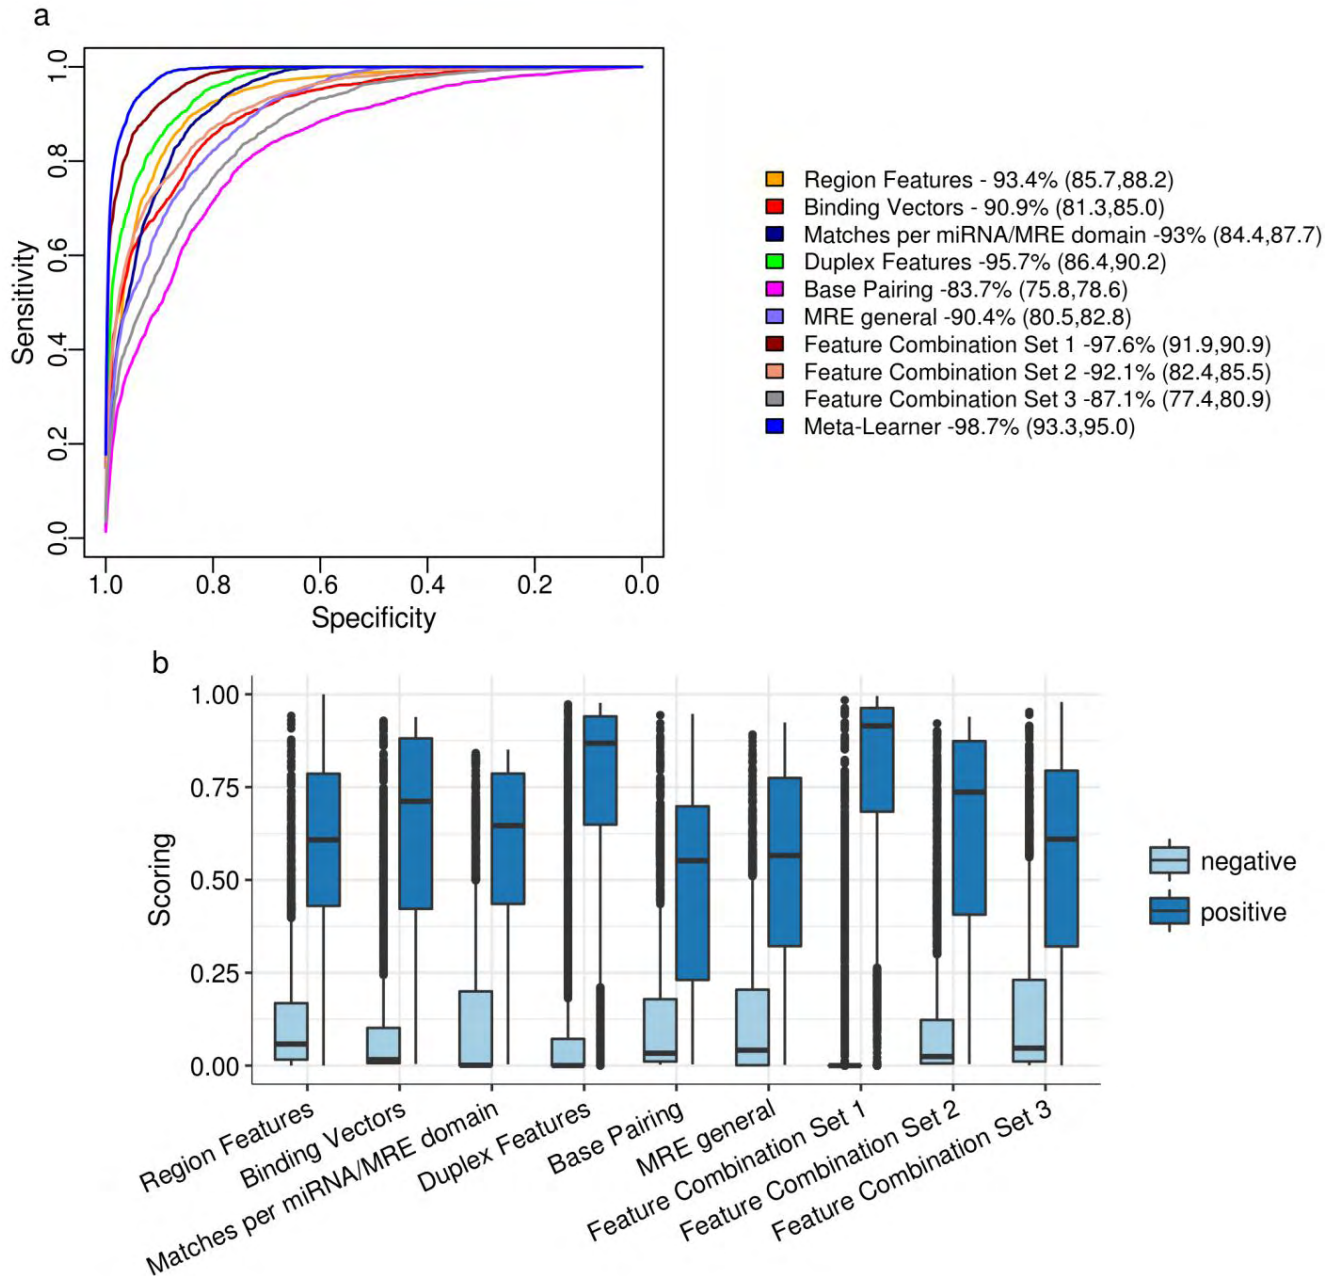 a
Sensitivity
1.0
0.8
0.6
0.4
0.2
0.0
1.0 0.8 0.6 0.4 0.2 0.0
Specificity
Region Features - 93.4% (85.7,88.2)
Binding Vectors - 90.9% (81.3,85.0)
Matches per miRNA/MRE domain -93% (84.4,87.7)
Duplex Features -95.7% (86.4,90.2)
Base Pairing -83.7% (75.8,78.6)
MRE general -90.4% (80.5,82.8)
Feature Combination Set 1 -97.6% (91.9,90.9)
Feature Combination Set 2 -92.1% (82.4,85.5)
Feature Combination Set 3 -87.1% (77.4,80.9)
Meta-Learner -98.7% (93.3,95.0)
b
Scoring
1.00
0.75
0.50
0.25
0.00
Region Features
Binding Vectors
Matches per miRNA/MRE domain
Duplex Features
Base Pairing
MRE general
Feature Combination Set 1
Feature Combination Set 2
Feature Combination Set 3
negative
positive